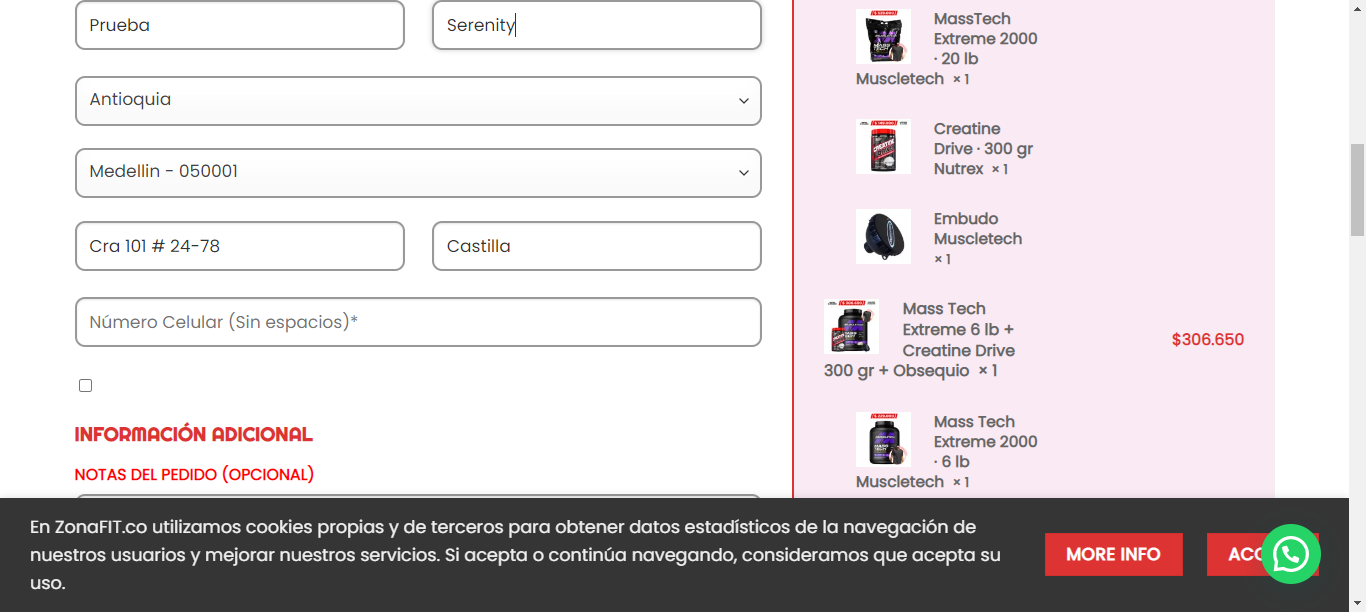 Prueba
Serenity
Antioquia
Medellin - 050001
Cra 101 # 24-78
Castilla
Número Celular (Sin espacios)*
INFORMACIÓN ADICIONAL
NOTAS DEL PEDIDO (OPCIONAL)
MassTech
Extreme 2000
· 20 lb
Muscletech × 1
Creatine
Drive · 300 gr
Nutrex × 1
Embudo
Muscletech
× 1
Mass Tech
Extreme 6 lb +
Creatine Drive
300 gr + Obsequio × 1
$306.650
Mass Tech
Extreme 2000
· 6 lb
Muscletech × 1
En ZonaFIT.co utilizamos cookies propias y de terceros para obtener datos estadísticos de la navegación de
nuestros usuarios y mejorar nuestros servicios. Si acepta o continúa navegando, consideramos que acepta su
uso.
MORE INFO